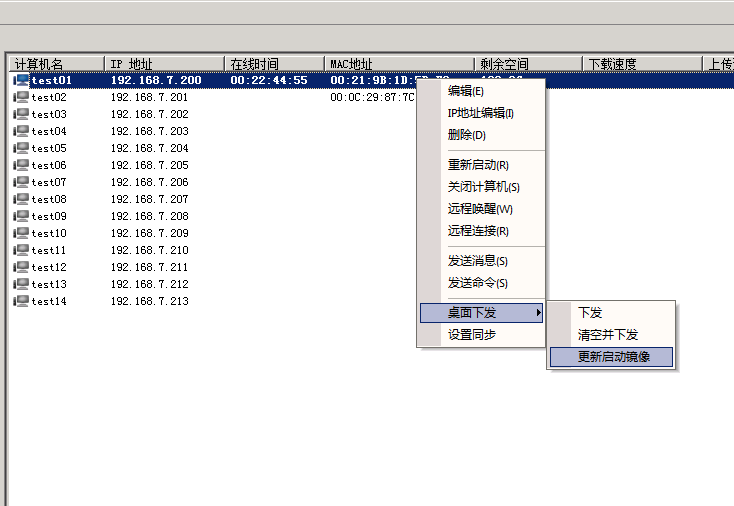 计算机名 IP 地址 在线时间 MAC地址 剩余空间 下载速度
test01 192.168.7.200 00:22:44:55 00:21:9B:1D:
test02 192.168.7.201 00:0C:29:87:7C
test03 192.168.7.202
test04 192.168.7.203
test05 192.168.7.204
test06 192.168.7.205
test07 192.168.7.206
test08 192.168.7.207
test09 192.168.7.208
test10 192.168.7.209
test11 192.168.7.210
test12 192.168.7.211
test13 192.168.7.212
test14 192.168.7.213
编辑(E)
IP地址编辑(I)
删除(D)
重新启动(R)
关闭计算机(S)
远程唤醒(W)
远程连接(R)
发送消息(S)
发送命令(S)
桌面下发
设置同步
下发
清空并下发
更新启动镜像